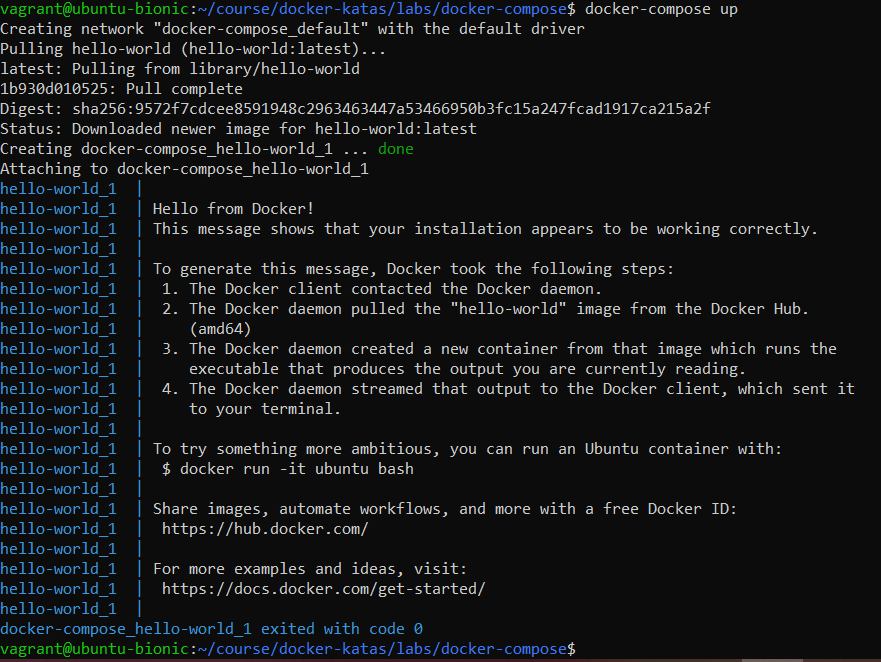 vagrant@ubuntu-bionic:~/course/docker-katas/labs/docker-compose$ docker-compose up
Creating network "docker-compose_default" with the default driver
Pulling hello-world (hello-world:latest)...
latest: Pulling from library/hello-world
1b930d010525: Pull complete
Digest: sha256:9572f7cdcee8591948c2963463447a53466950b3fc15a247fcad1917ca215a2f
Status: Downloaded newer image for hello-world:latest
Creating docker-compose_hello-world_1 ... done
Attaching to docker-compose_hello-world_1
hello-world_1  |
hello-world_1  | Hello from Docker!
hello-world_1  | This message shows that your installation appears to be working correctly.
hello-world_1  |
hello-world_1  | To generate this message, Docker took the following steps:
hello-world_1  |  1. The Docker client contacted the Docker daemon.
hello-world_1  |  2. The Docker daemon pulled the "hello-world" image from the Docker Hub.
hello-world_1  |     (amd64)
hello-world_1  |  3. The Docker daemon created a new container from that image which runs the
hello-world_1  |     executable that produces the output you are currently reading.
hello-world_1  |  4. The Docker daemon streamed that output to the Docker client, which sent it
hello-world_1  |     to your terminal.
hello-world_1  |
hello-world_1  | To try something more ambitious, you can run an Ubuntu container with:
hello-world_1  |  $ docker run -it ubuntu bash
hello-world_1  |
hello-world_1  | Share images, automate workflows, and more with a free Docker ID:
hello-world_1  |  https://hub.docker.com/
hello-world_1  |
hello-world_1  | For more examples and ideas, visit:
hello-world_1  |  https://docs.docker.com/get-started/
hello-world_1  |
docker-compose_hello-world_1 exited with code 0
vagrant@ubuntu-bionic:~/course/docker-katas/labs/docker-compose$